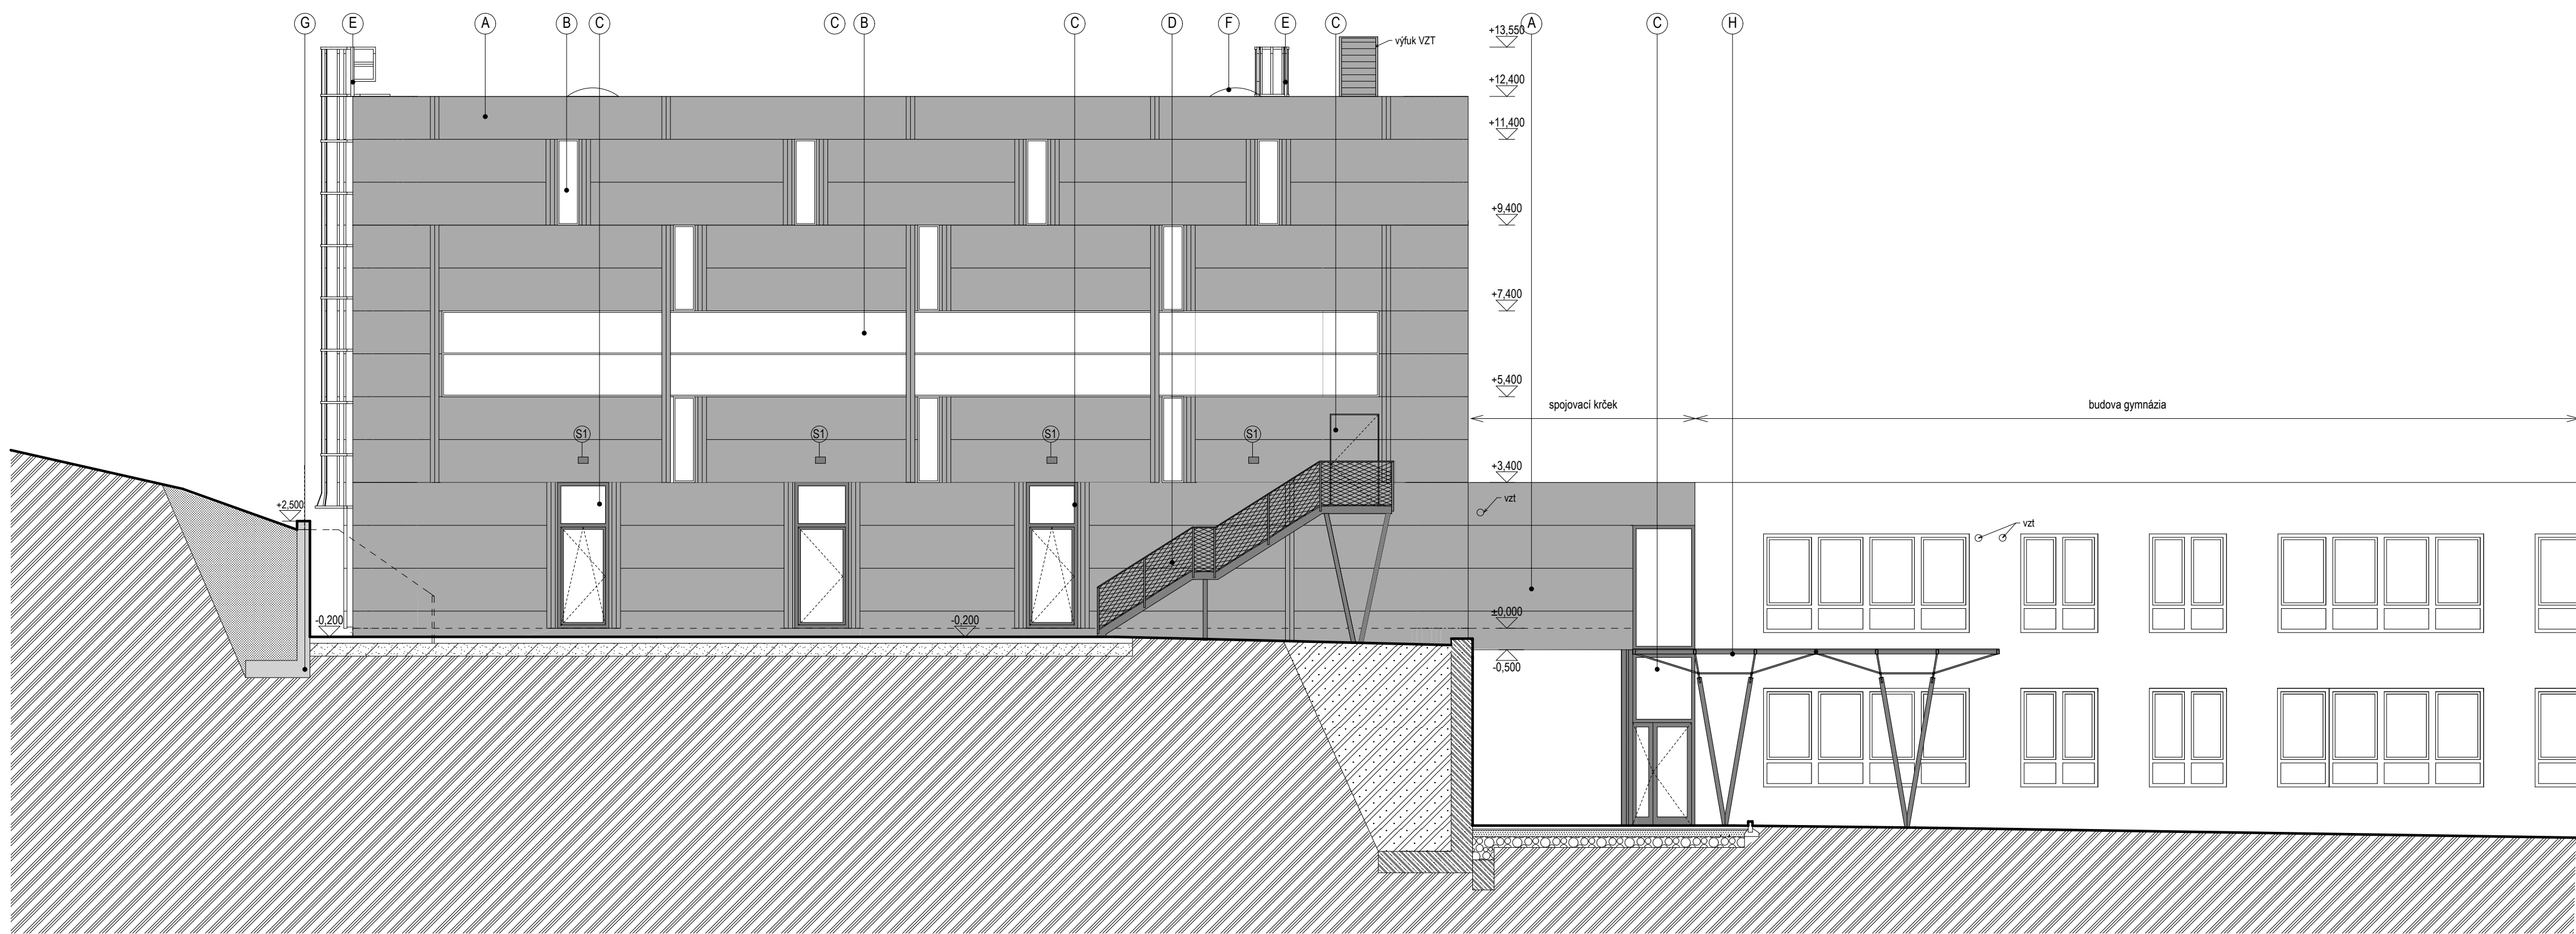 G E A B C C B C D F E C A C H
výfuk VZT
+13,550
+12,400
+11,400
+9,400
+7,400
+5,400
spojovací krček
budova gymnázia
S1 S1 S1 S1
+3,400
+2,500
vzt
vzt
±0,000
-0,200
-0,200
-0,500